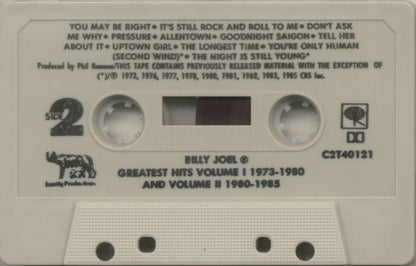 YOU MAY BE RIGHT • IT'S STILL ROCK AND ROLL TO ME • DON'T ASK
ME WHY • PRESSURE • ALLENTOWN • GOODNIGHT SAIGON • TELL HER
ABOUT IT • UPTOWN GIRL • THE LONGEST TIME • YOU'RE ONLY HUMAN
(SECOND WIND)* • THE NIGHT IS STILL YOUNG*
Produced by Phil Ramone/THIS TAPE CONTAINS PREVIOUSLY RELEASED MATERIAL WITH THE EXCEPTION OF
(*)/℗ 1973, 1976, 1977, 1978, 1980, 1981, 1982, 1983, 1985 CBS Inc.
SIDE
2
C2T40121
BILLY JOEL ®
GREATEST HITS VOLUME I 1973-1980
AND VOLUME II 1980-1985
Family Productions